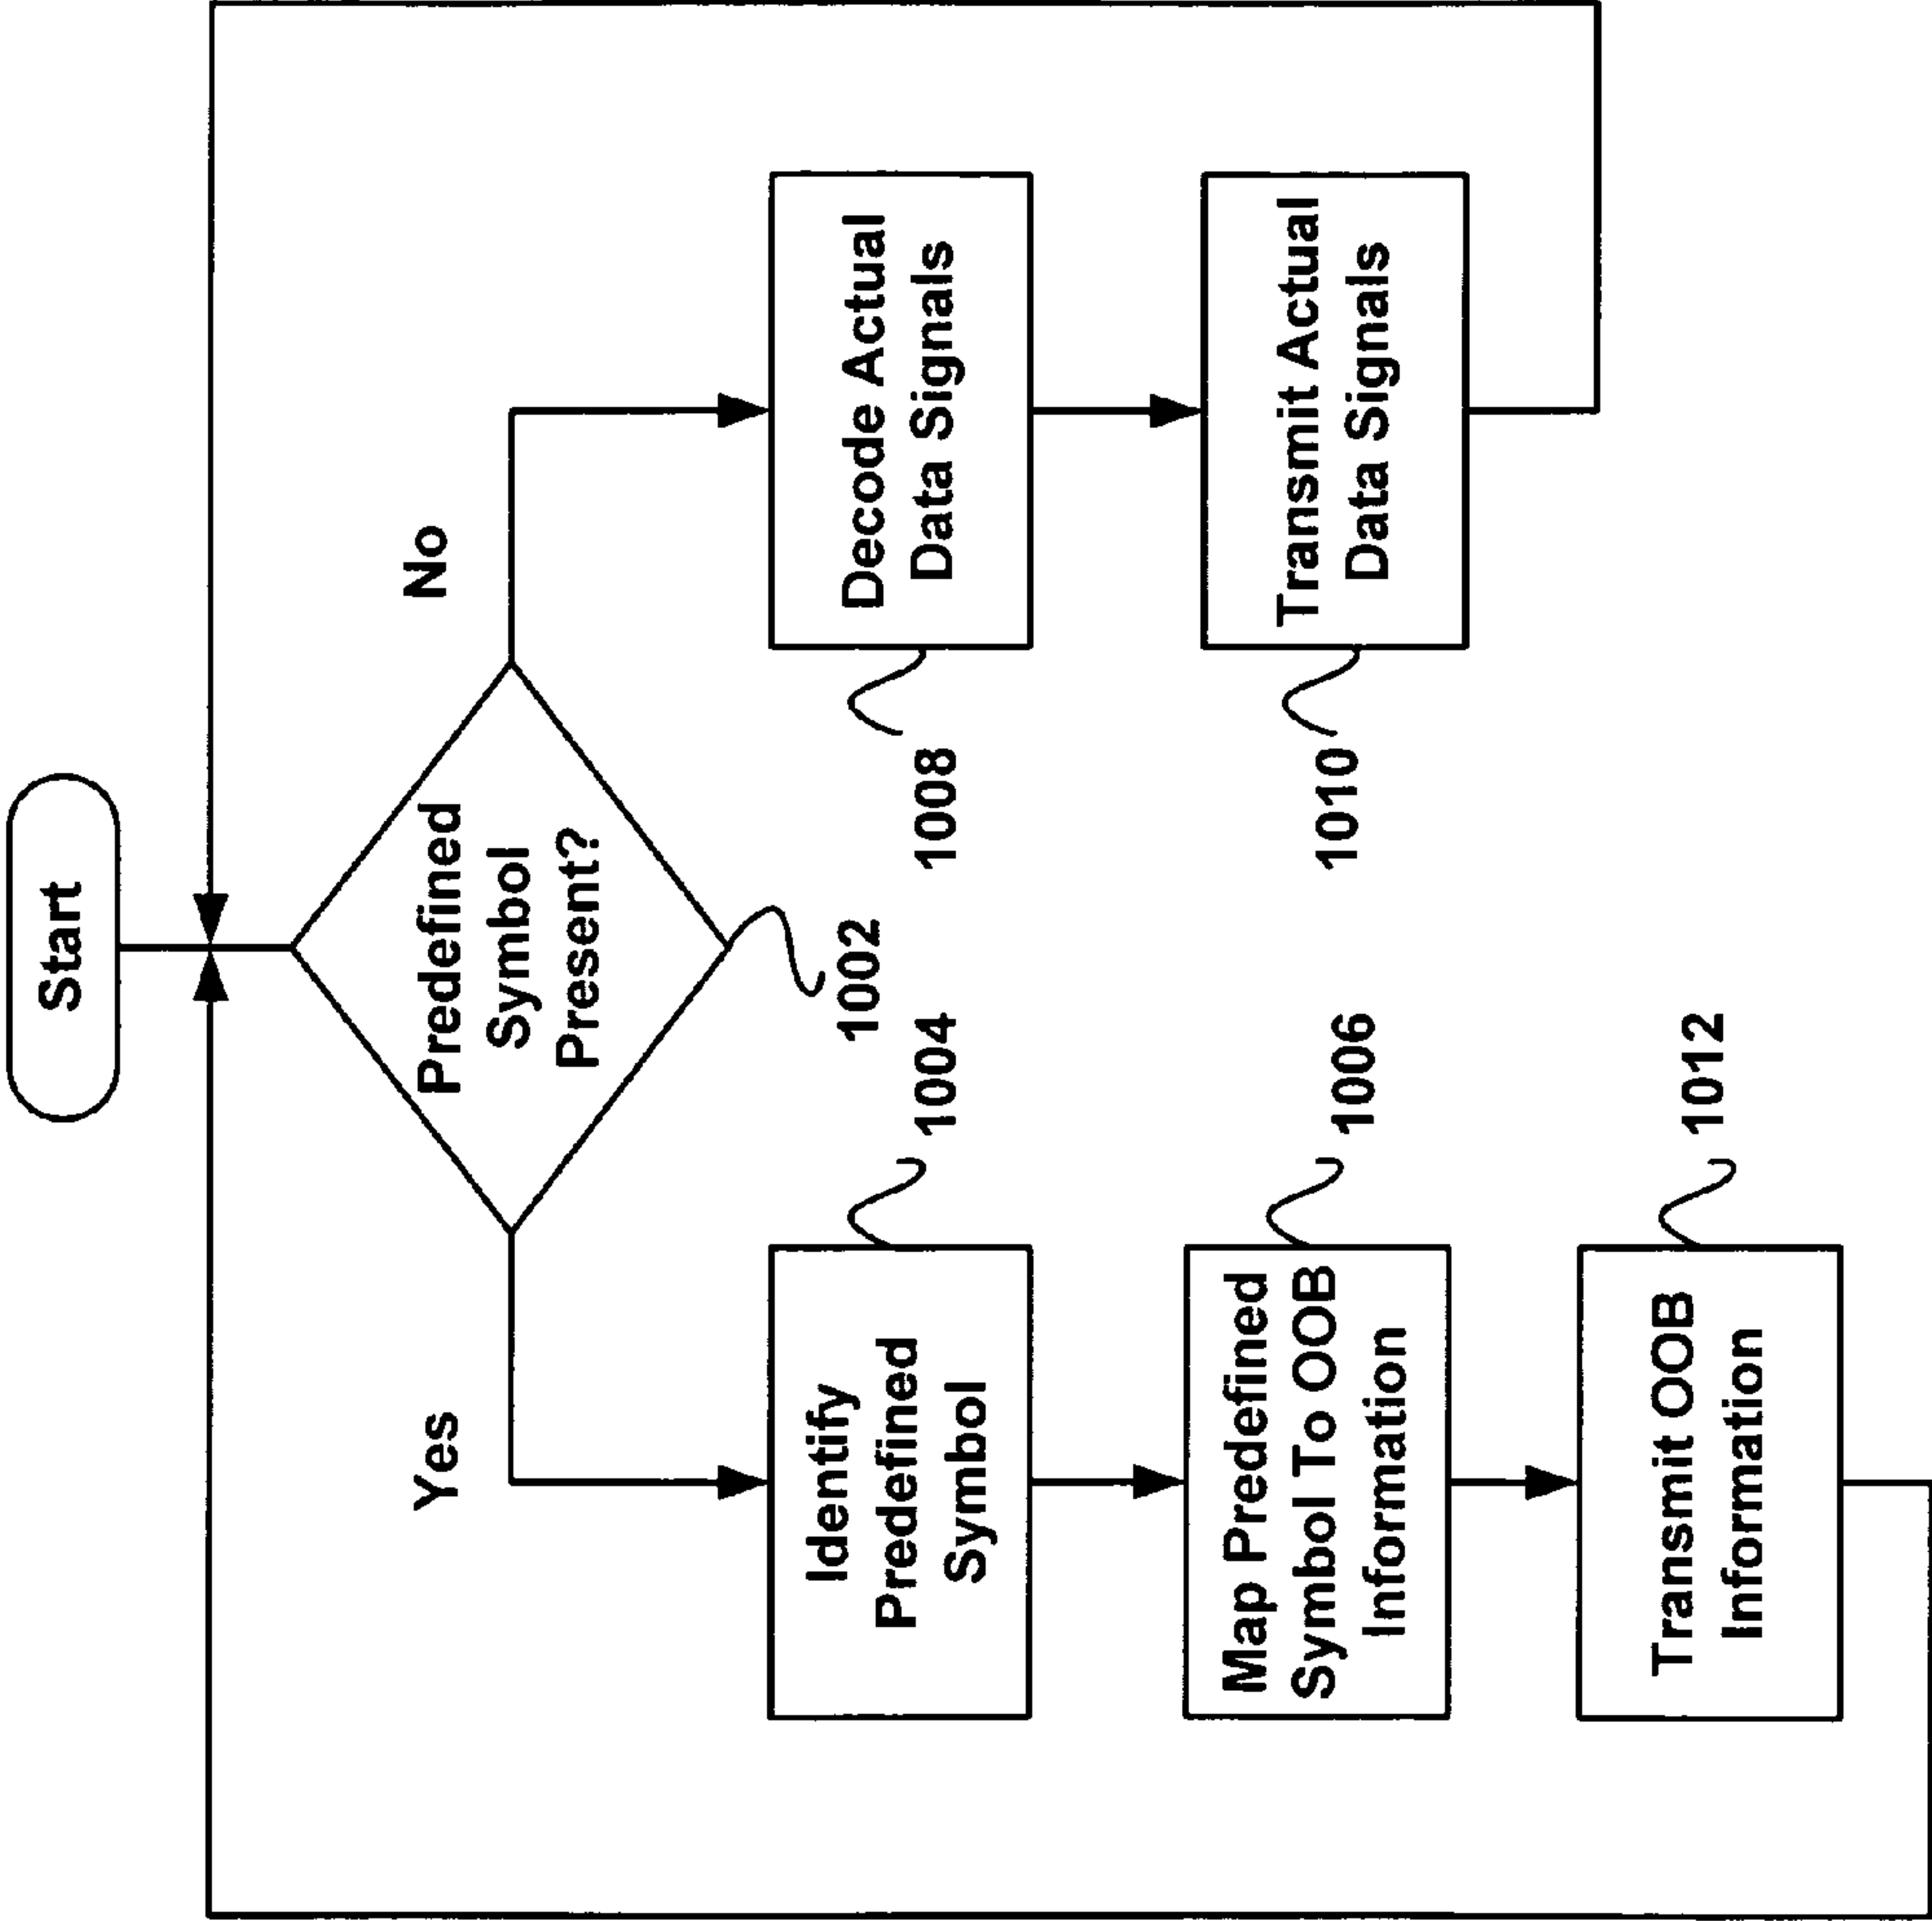 Start
Predefined
Symbol
Present?
1002
Yes
No
Identify
Predefined
Symbol
1004
Map Predefined
Symbol To OOB
Information
1006
Transmit OOB
Information
1012
Decode Actual
Data Signals
1008
Transmit Actual
Data Signals
1010